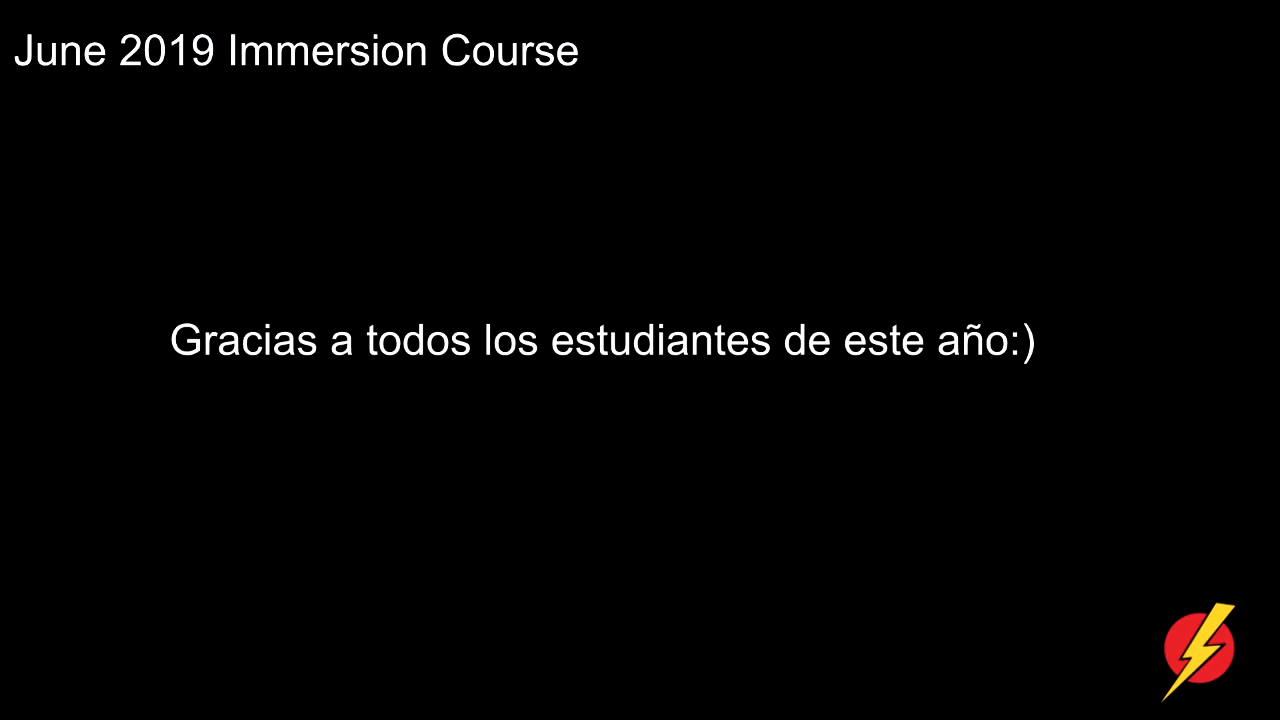 June 2019 Immersion Course
Gracias a todos los estudiantes de este año:)